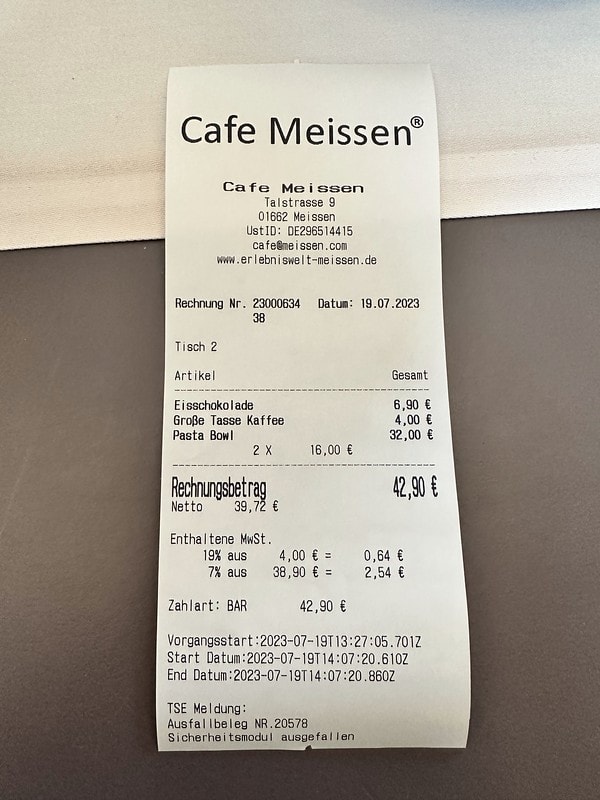 Cafe Meissen®
Cafe Meissen
Talstrasse 9
01662 Meissen
UstID: DE296514415
cafe@meissen.com
www.erlebniswelt-meissen.de
Rechnung Nr. 23000634 Datum: 19.07.2023
38
Tisch 2
Artikel Gesamt
Eisschokolade 6,90 €
Große Tasse Kaffee 4,00 €
Pasta Bowl 32,00 €
2 X 16,00 €
Rechnungsbetrag 42,90 €
Netto 39,72 €
Enthaltene MwSt.
19% aus 4,00 € = 0,64 €
7% aus 38,90 € = 2,54 €
Zahlart: BAR 42,90 €
Vorgangsstart:2023-07-19T13:27:05.701Z
Start Datum:2023-07-19T14:07:20.610Z
End Datum:2023-07-19T14:07:20.860Z
TSE Meldung:
Ausfallbeleg NR.20578
Sicherheitsmodul ausgefallen